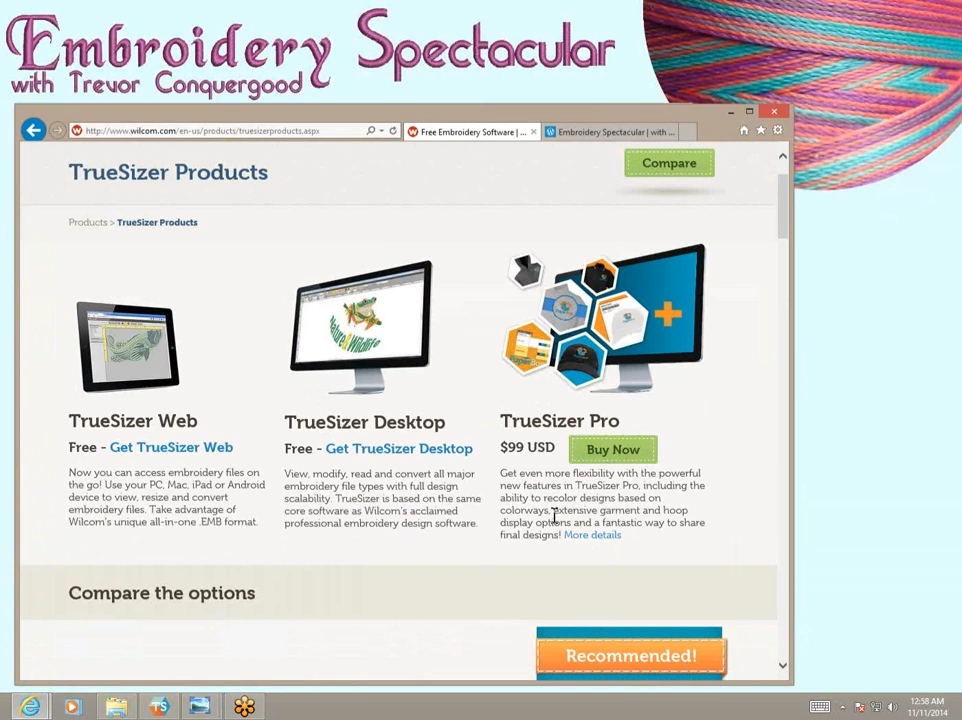 Embroidery Spectacular
with Trevor Conquergood
http://www.wilcom.com/en-us/products/truesizerproducts.aspx
Free Embroidery Software | ...
Embroidery Spectacular | with ...
TrueSizer Products
Compare
Products > TrueSizer Products
Nature & Wildlife
TrueSizer Web
Free - Get TrueSizer Web
Now you can access embroidery files on
the go! Use your PC, Mac, iPad or Android
device to view, resize and convert
embroidery files. Take advantage of
Wilcom's unique all-in-one .EMB format.
TrueSizer Desktop
Free - Get TrueSizer Desktop
View, modify, read and convert all major
embroidery file types with full design
scalability. TrueSizer is based on the same
core software as Wilcom's acclaimed
professional embroidery design software.
TrueSizer Pro
$99 USD
Buy Now
Get even more flexibility with the powerful
new features in TrueSizer Pro, including the
ability to recolor designs based on
colorways, extensive garment and hoop
display options and a fantastic way to share
final designs! More details
Compare the options
Recommended!
TS
12:58 AM
11/11/2014